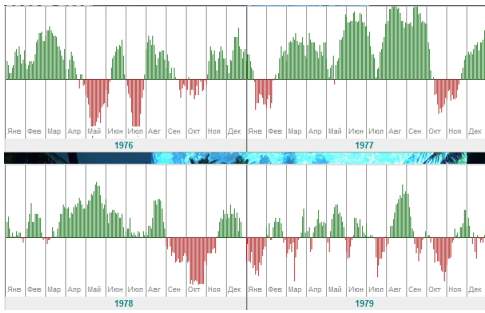 Янв Фев Мар Апр Май Июн Июл Авг Сен Окт Ноя Дек Янв Фев Мар Апр Май Июн Июл Авг Сен Окт Ноя Дек
1976 1977
Янв Фев Мар Апр Май Июн Июл Авг Сен Окт Ноя Дек Янв Фев Мар Апр Май Июн Июл Авг Сен Окт Ноя Дек
1978 1979